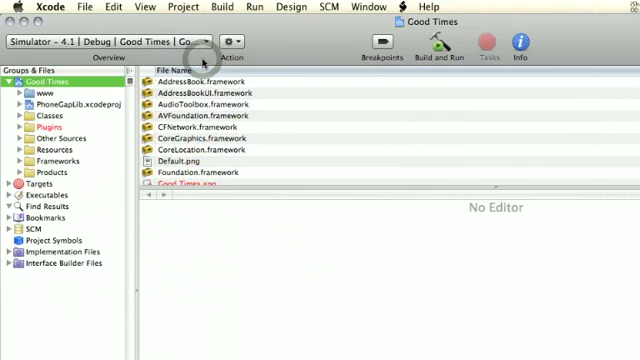 Xcode File Edit View Project Build Run Design SCM Window Help
Good Times
Simulator - 4.1 | Debug | Good Times | Go...
Overview Action Breakpoints Build and Run Tasks Info
Groups & Files
Good Times
www
PhoneGapLib.xcodeproj
Classes
Plugins
Other Sources
Resources
Frameworks
Products
Targets
Executables
Find Results
Bookmarks
SCM
Project Symbols
Implementation Files
Interface Builder Files
File Name
AddressBook.framework
AddressBookUI.framework
AudioToolbox.framework
AVFoundation.framework
CFNetwork.framework
CoreGraphics.framework
CoreLocation.framework
Default.png
Foundation.framework
Good Times.app
No Editor